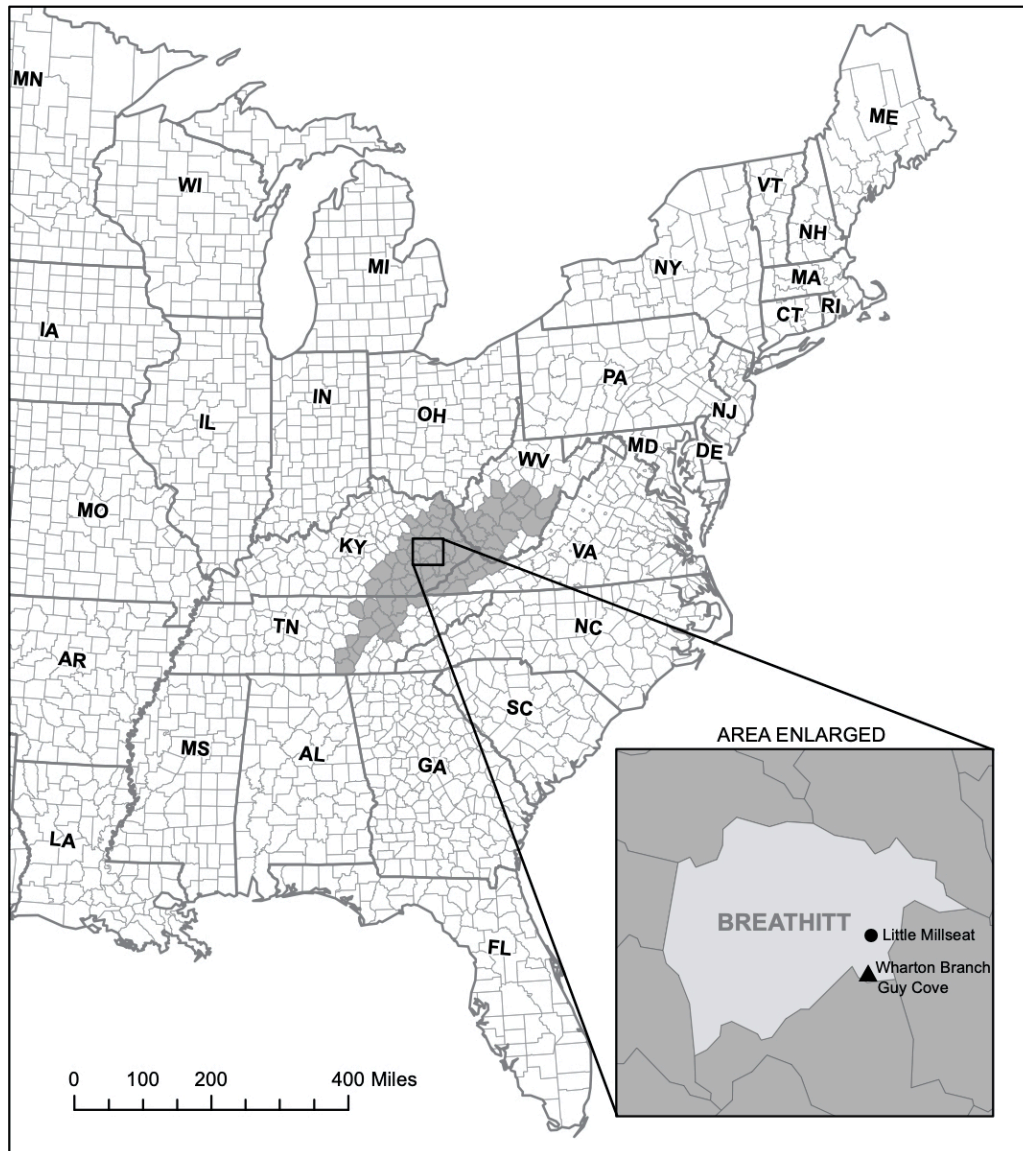 MN
ME
WI
VT
NH
MI
NY
MA
CT RI
IA
PA
IN
OH
NJ
IL
MD
DE
WV
MO
KY
VA
TN
NC
AR
SC
MS
AL
GA
LA
FL
AREA ENLARGED
BREATHITT
Little Millseat
Wharton Branch
Guy Cove
0 100 200 400 Miles